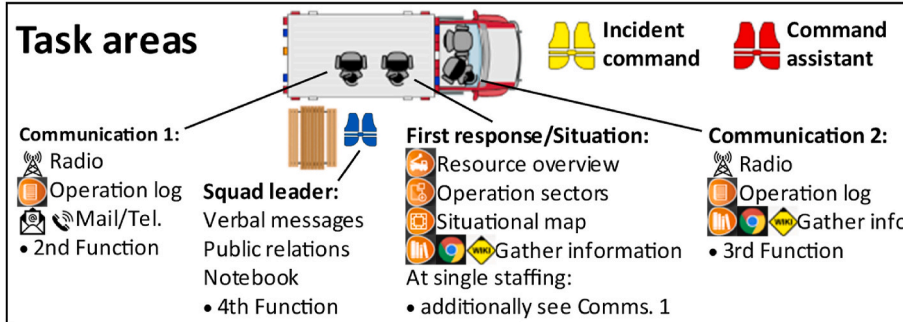 Task areas
Incident
command
Command
assistant
Communication 1:
Radio
Operation log
Mail/Tel.
• 2nd Function
Squad leader:
Verbal messages
Public relations
Notebook
• 4th Function
First response/Situation:
Resource overview
Operation sectors
Situational map
WIKI Gather information
At single staffing:
• additionally see Comms. 1
Communication 2:
Radio
Operation log
WIKI Gather info
• 3rd Function